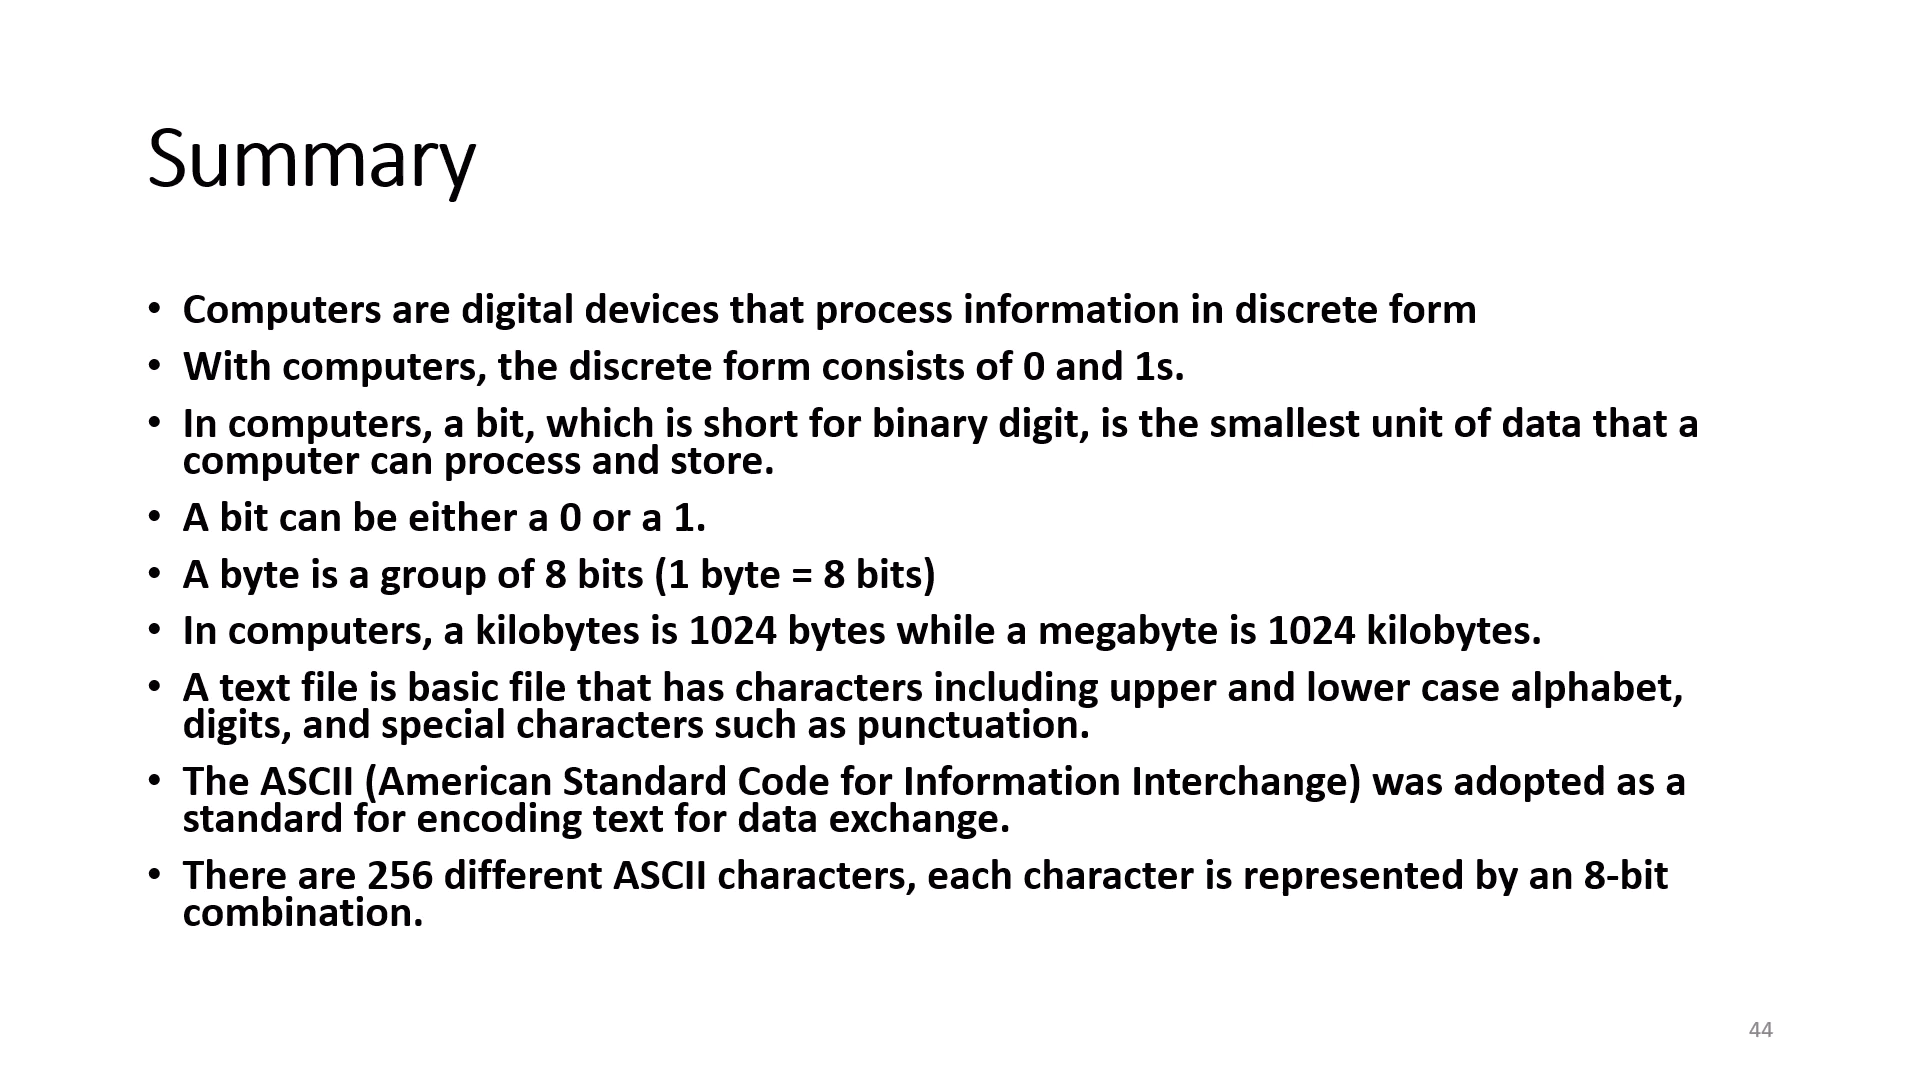 Summary
• Computers are digital devices that process information in discrete form
• With computers, the discrete form consists of 0 and 1s.
• In computers, a bit, which is short for binary digit, is the smallest unit of data that a
computer can process and store.
• A bit can be either a 0 or a 1.
• A byte is a group of 8 bits (1 byte = 8 bits)
• In computers, a kilobytes is 1024 bytes while a megabyte is 1024 kilobytes.
• A text file is basic file that has characters including upper and lower case alphabet,
digits, and special characters such as punctuation.
• The ASCII (American Standard Code for Information Interchange) was adopted as a
standard for encoding text for data exchange.
• There are 256 different ASCII characters, each character is represented by an 8-bit
combination.
44